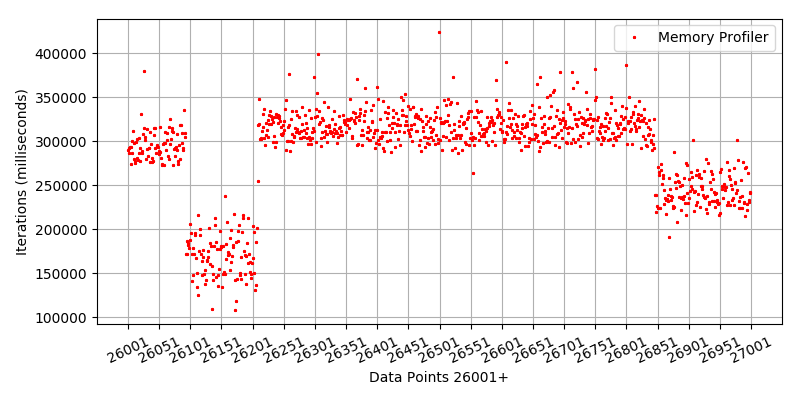 Memory Profiler
Iterations (milliseconds)
400000
350000
300000
250000
200000
150000
100000
26001 26051 26101 26151 26201 26251 26301 26351 26401 26451 26501 26551 26601 26651 26701 26751 26801 26851 26901 26951 27001
Data Points 26001+